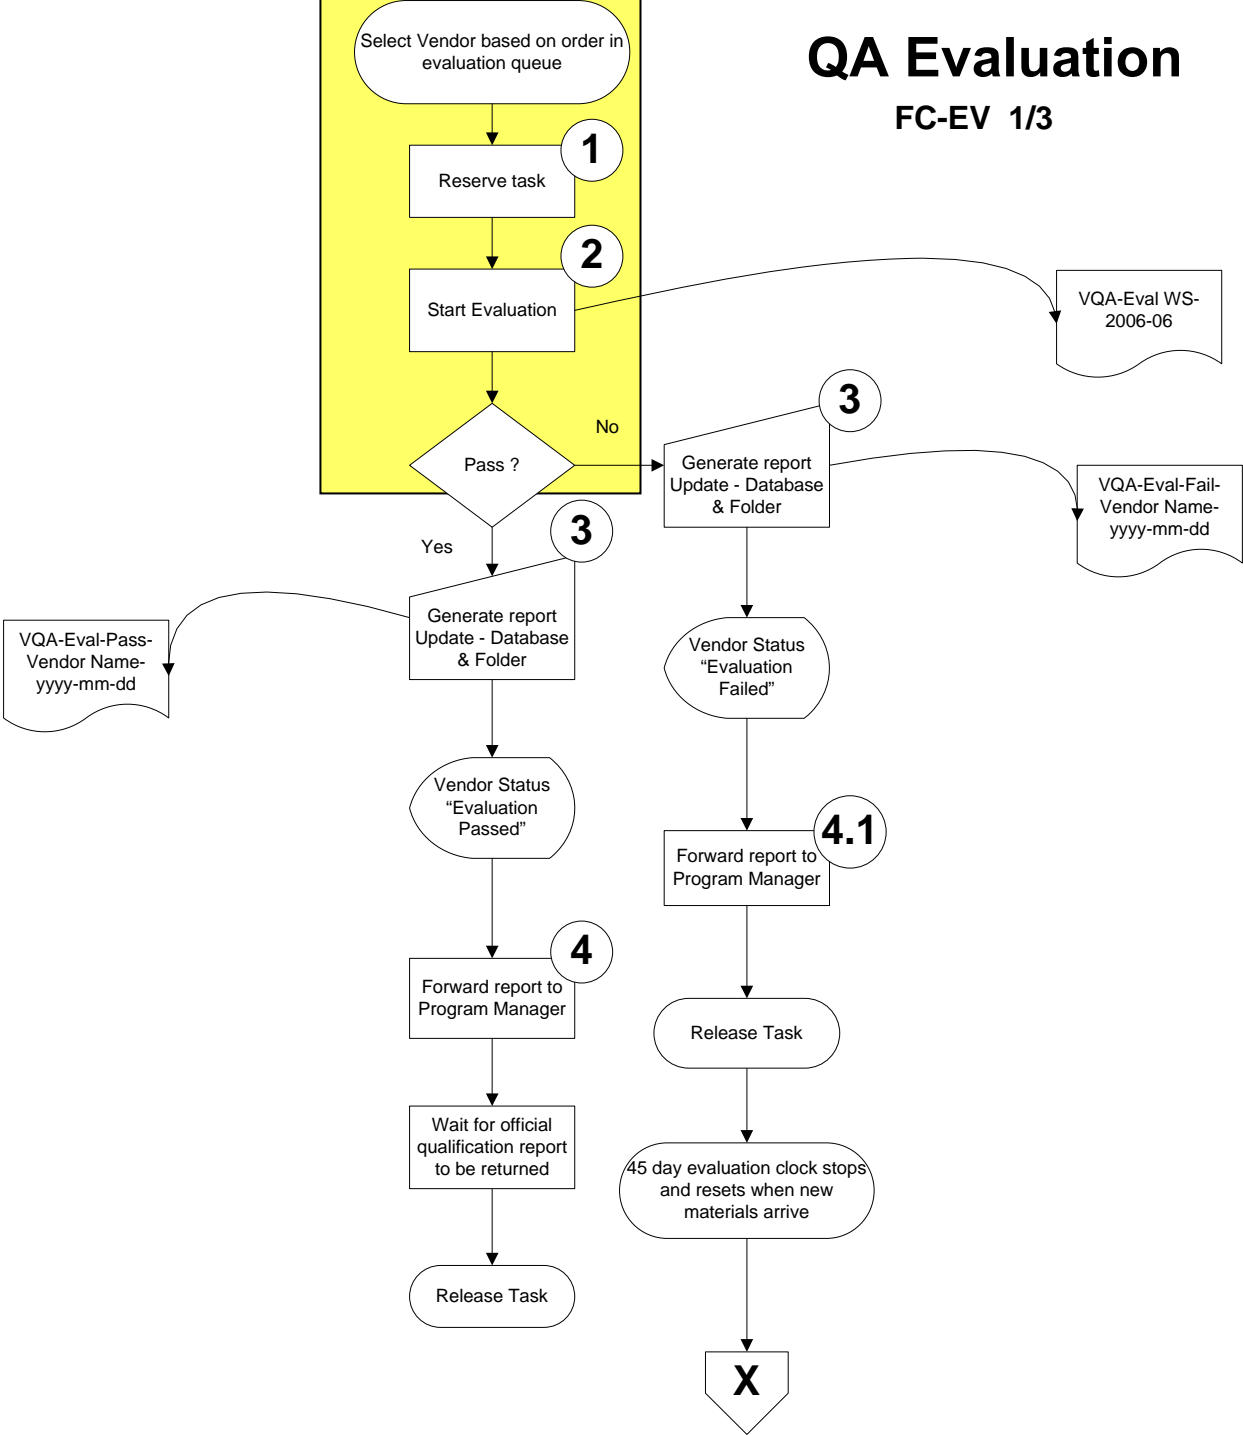 QA Evaluation
FC-EV 1/3
Select Vendor based on order in
evaluation queue
1
Reserve task
2
Start Evaluation
VQA-Eval WS-
2006-06
Pass ?
No
3
Generate report
Update - Database
& Folder
VQA-Eval-Fail-
Vendor Name-
yyyy-mm-dd
Yes
3
Generate report
Update - Database
& Folder
VQA-Eval-Pass-
Vendor Name-
yyyy-mm-dd
Vendor Status
“Evaluation
Failed”
Vendor Status
“Evaluation
Passed”
4.1
Forward report to
Program Manager
4
Forward report to
Program Manager
Release Task
Wait for official
qualification report
to be returned
45 day evaluation clock stops
and resets when new
materials arrive
Release Task
X